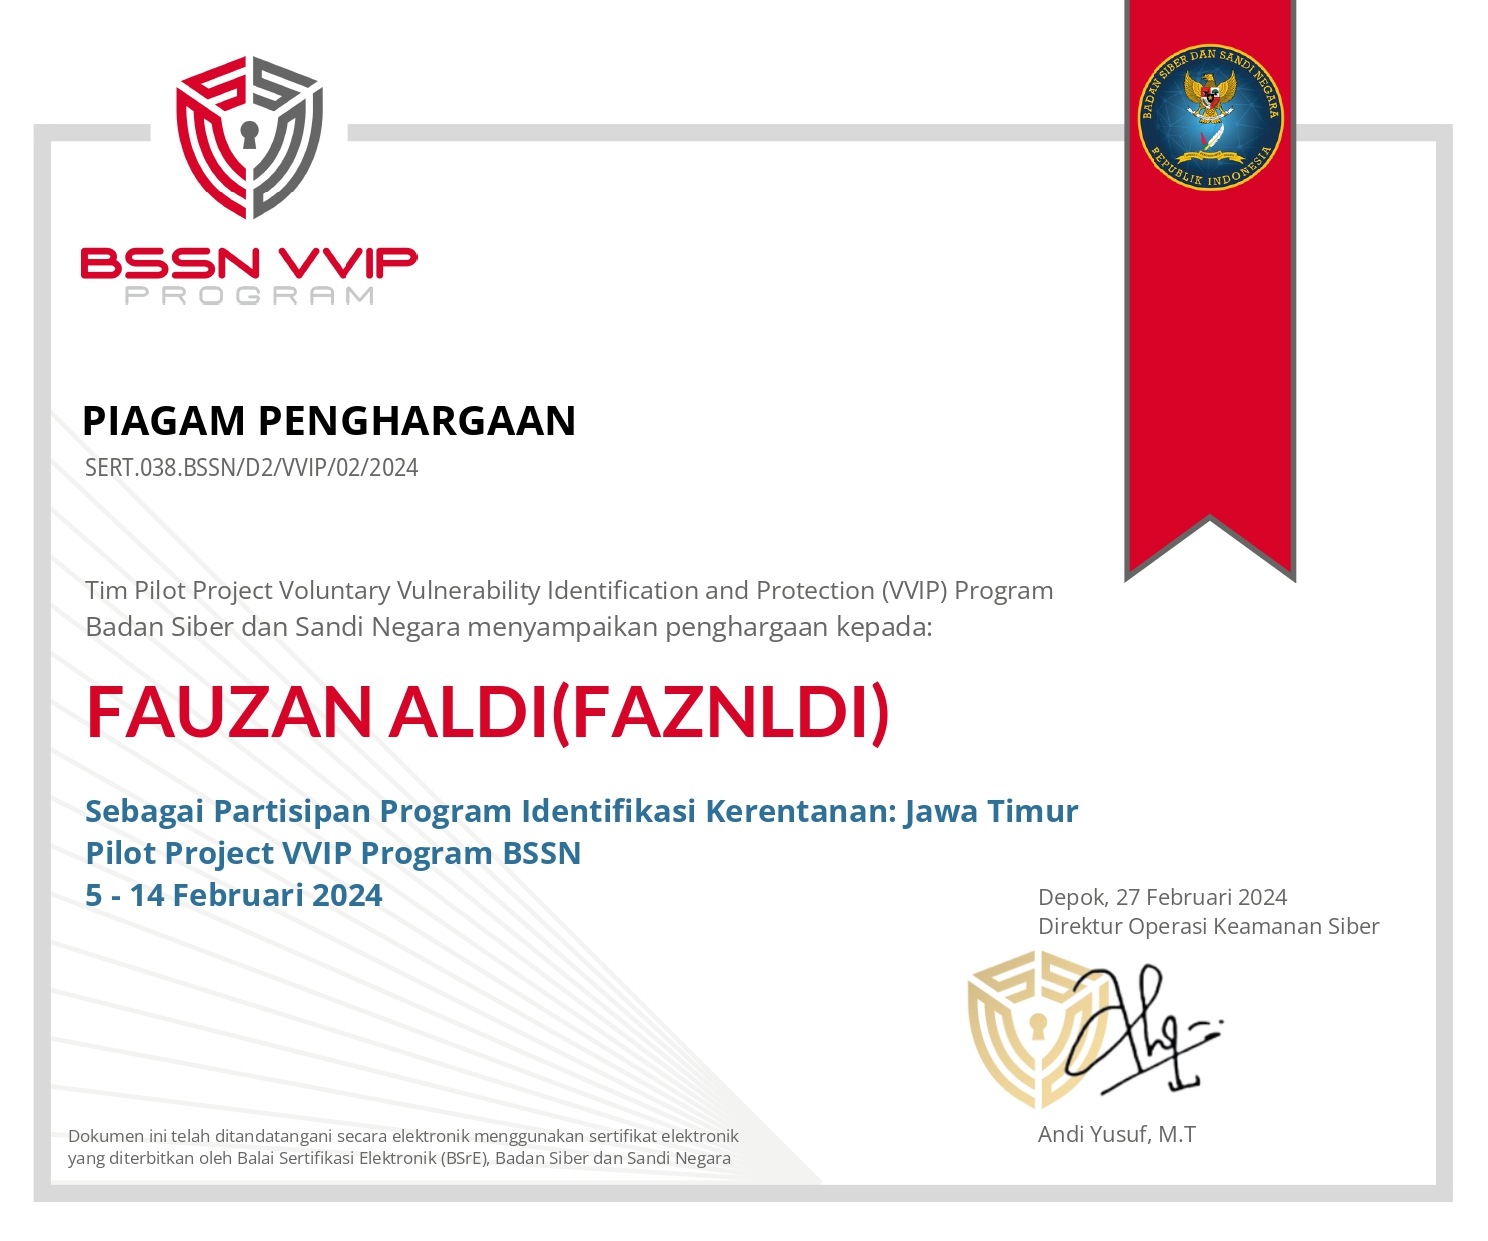 BADAN SIBER DAN SANDI NEGARA
REPUBLIK INDONESIA
BSSN VVIP
PROGRAM
PIAGAM PENGHARGAAN
SERT.038.BSSN/D2/VVIP/02/2024
Tim Pilot Project Voluntary Vulnerability Identification and Protection (VVIP) Program
Badan Siber dan Sandi Negara menyampaikan penghargaan kepada:
FAUZAN ALDI(FAZNLDI)
Sebagai Partisipan Program Identifikasi Kerentanan: Jawa Timur
Pilot Project VVIP Program BSSN
5 - 14 Februari 2024
Depok, 27 Februari 2024
Direktur Operasi Keamanan Siber
Andi Yusuf, M.T
Dokumen ini telah ditandatangani secara elektronik menggunakan sertifikat elektronik
yang diterbitkan oleh Balai Sertifikasi Elektronik (BSrE), Badan Siber dan Sandi Negara